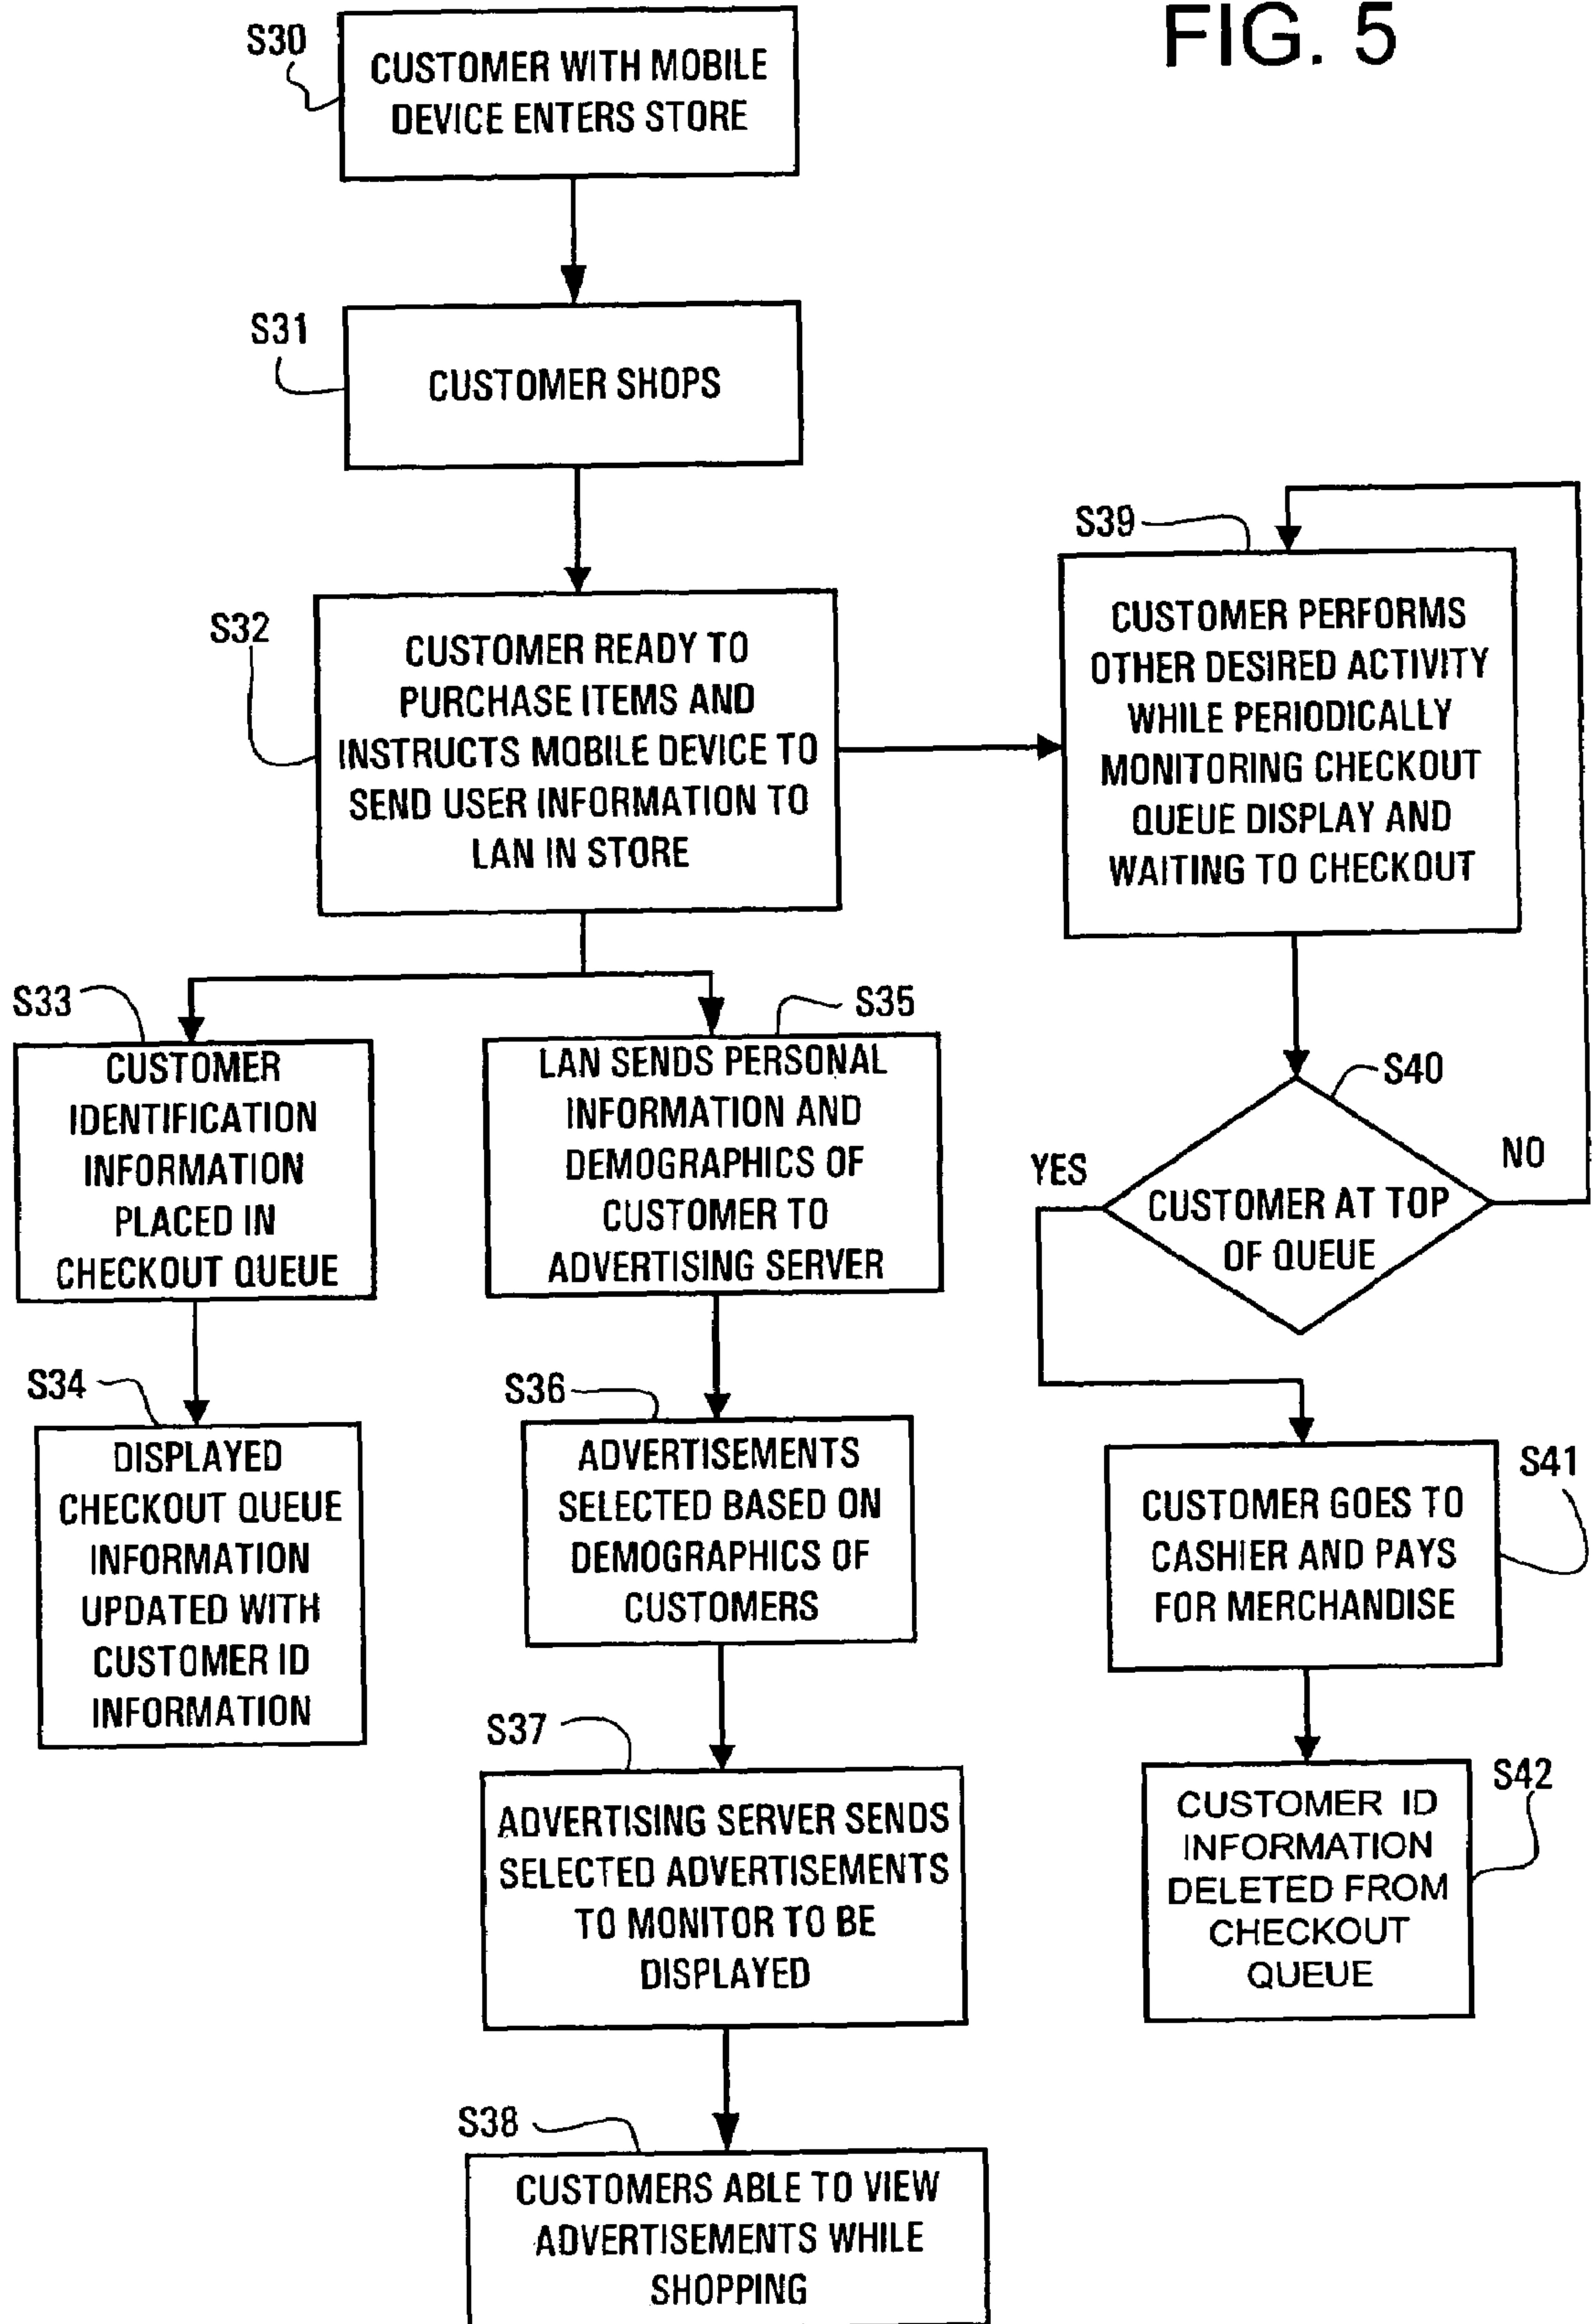 FIG. 5
S30
CUSTOMER WITH MOBILE
DEVICE ENTERS STORE
S31
CUSTOMER SHOPS
S32
CUSTOMER READY TO
PURCHASE ITEMS AND
INSTRUCTS MOBILE DEVICE TO
SEND USER INFORMATION TO
LAN IN STORE
S33
CUSTOMER
IDENTIFICATION
INFORMATION
PLACED IN
CHECKOUT QUEUE
S34
DISPLAYED
CHECKOUT QUEUE
INFORMATION
UPDATED WITH
CUSTOMER ID
INFORMATION
S35
LAN SENDS PERSONAL
INFORMATION AND
DEMOGRAPHICS OF
CUSTOMER TO
ADVERTISING SERVER
S36
ADVERTISEMENTS
SELECTED BASED ON
DEMOGRAPHICS OF
CUSTOMERS
S37
ADVERTISING SERVER SENDS
SELECTED ADVERTISEMENTS
TO MONITOR TO BE
DISPLAYED
S38
CUSTOMERS ABLE TO VIEW
ADVERTISEMENTS WHILE
SHOPPING
S39
CUSTOMER PERFORMS
OTHER DESIRED ACTIVITY
WHILE PERIODICALLY
MONITORING CHECKOUT
QUEUE DISPLAY AND
WAITING TO CHECKOUT
S40
YES
NO
CUSTOMER AT TOP
OF QUEUE
S41
CUSTOMER GOES TO
CASHIER AND PAYS
FOR MERCHANDISE
S42
CUSTOMER ID
INFORMATION
DELETED FROM
CHECKOUT
QUEUE